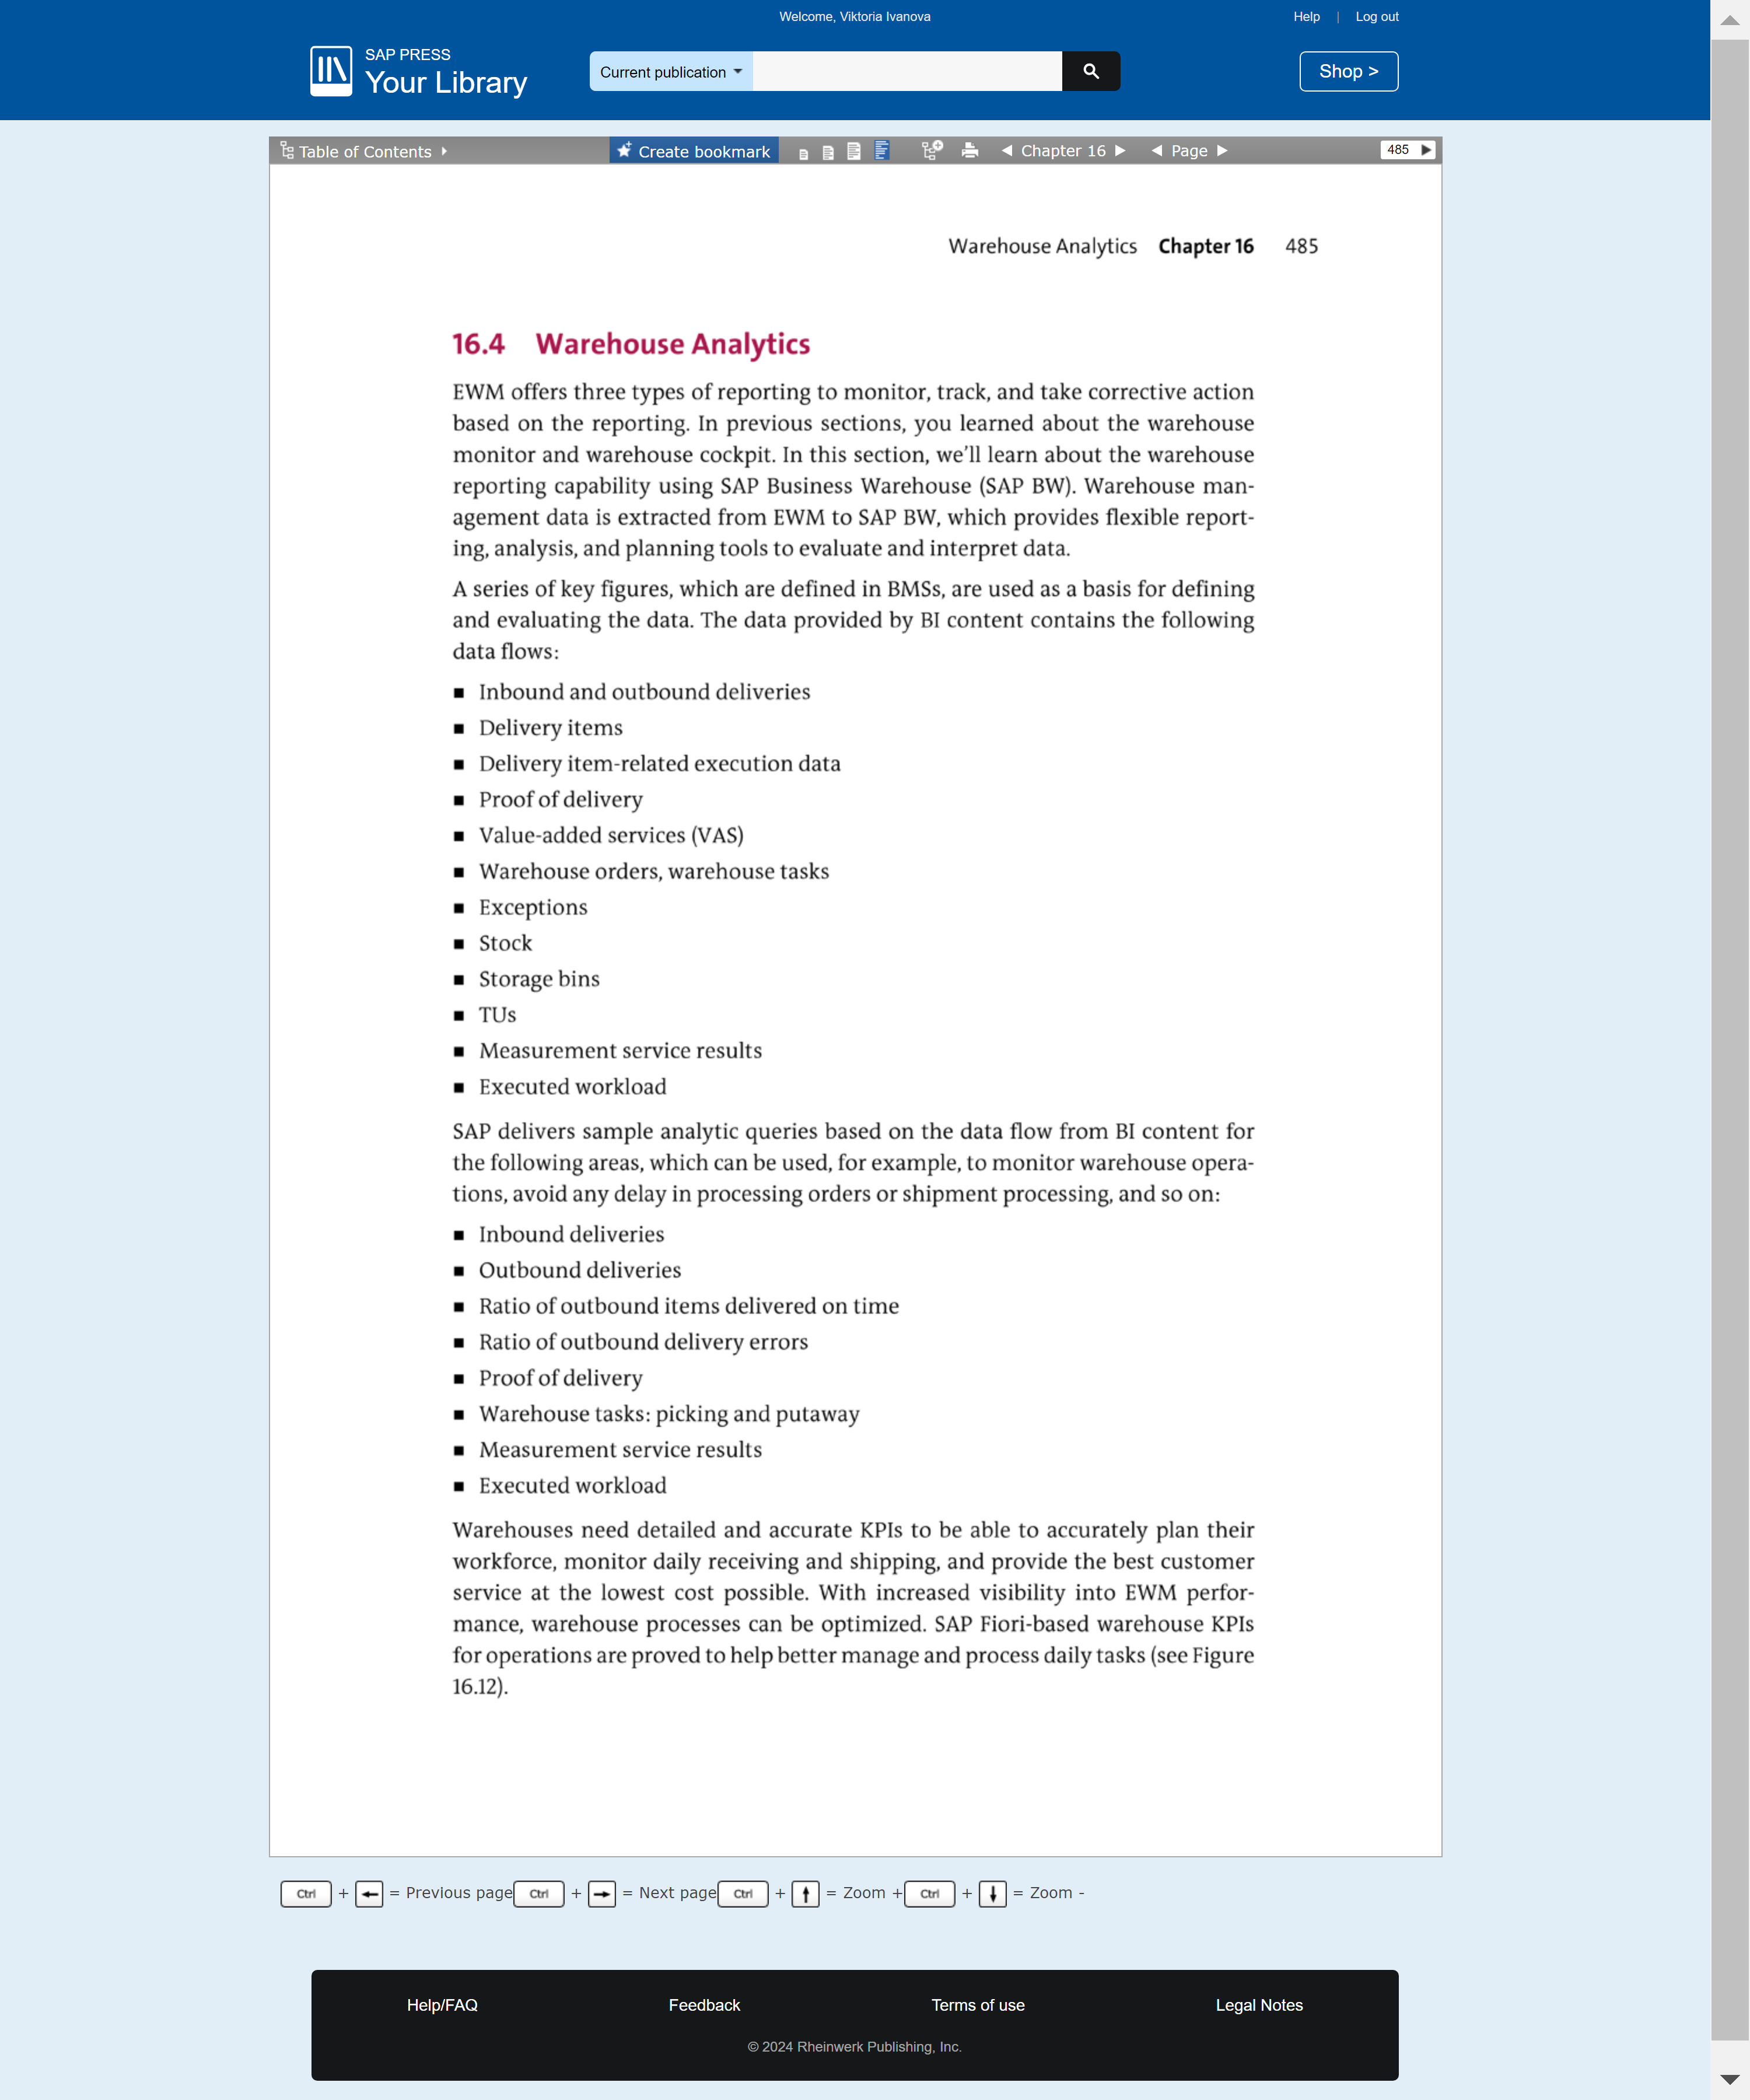 Welcome, Viktoria Ivanova
Help | Log out
SAP PRESS
Your Library
Current publication
Shop >
Table of Contents
Create bookmark
Chapter 16
Page
485
Warehouse Analytics Chapter 16 485
16.4 Warehouse Analytics
EWM offers three types of reporting to monitor, track, and take corrective action
based on the reporting. In previous sections, you learned about the warehouse
monitor and warehouse cockpit. In this section, we'll learn about the warehouse
reporting capability using SAP Business Warehouse (SAP BW). Warehouse man-
agement data is extracted from EWM to SAP BW, which provides flexible report-
ing, analysis, and planning tools to evaluate and interpret data.
A series of key figures, which are defined in BMSs, are used as a basis for defining
and evaluating the data. The data provided by BI content contains the following
data flows:
■ Inbound and outbound deliveries
■ Delivery items
■ Delivery item-related execution data
■ Proof of delivery
■ Value-added services (VAS)
■ Warehouse orders, warehouse tasks
■ Exceptions
■ Stock
■ Storage bins
■ TUs
■ Measurement service results
■ Executed workload
SAP delivers sample analytic queries based on the data flow from BI content for
the following areas, which can be used, for example, to monitor warehouse opera-
tions, avoid any delay in processing orders or shipment processing, and so on:
■ Inbound deliveries
■ Outbound deliveries
■ Ratio of outbound items delivered on time
■ Ratio of outbound delivery errors
■ Proof of delivery
■ Warehouse tasks: picking and putaway
■ Measurement service results
■ Executed workload
Warehouses need detailed and accurate KPIs to be able to accurately plan their
workforce, monitor daily receiving and shipping, and provide the best customer
service at the lowest cost possible. With increased visibility into EWM perfor-
mance, warehouse processes can be optimized. SAP Fiori-based warehouse KPIs
for operations are proved to help better manage and process daily tasks (see Figure
16.12).
Ctrl + ← = Previous page Ctrl + → = Next page Ctrl + ↑ = Zoom + Ctrl + ↓ = Zoom -
Help/FAQ Feedback Terms of use Legal Notes
© 2024 Rheinwerk Publishing, Inc.